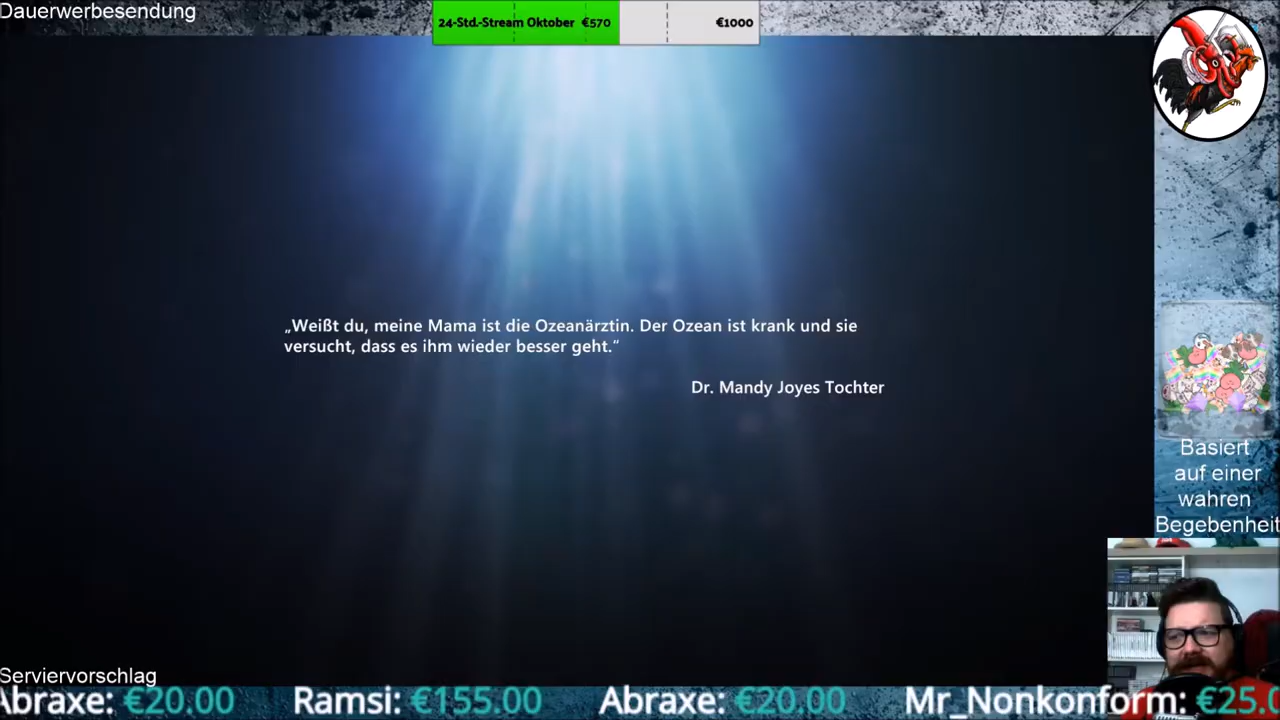 Dauerwerbesendung
24-Std.-Stream Oktober €570
€1000
„Weißt du, meine Mama ist die Ozeanärztin. Der Ozean ist krank und sie
versucht, dass es ihm wieder besser geht.“
Dr. Mandy Joyes Tochter
Basiert
auf einer
wahren
Begebenheit
Serviervorschlag
Abraxe: €20.00 Ramsi: €155.00 Abraxe: €20.00 Mr_Nonkonform: €25.0